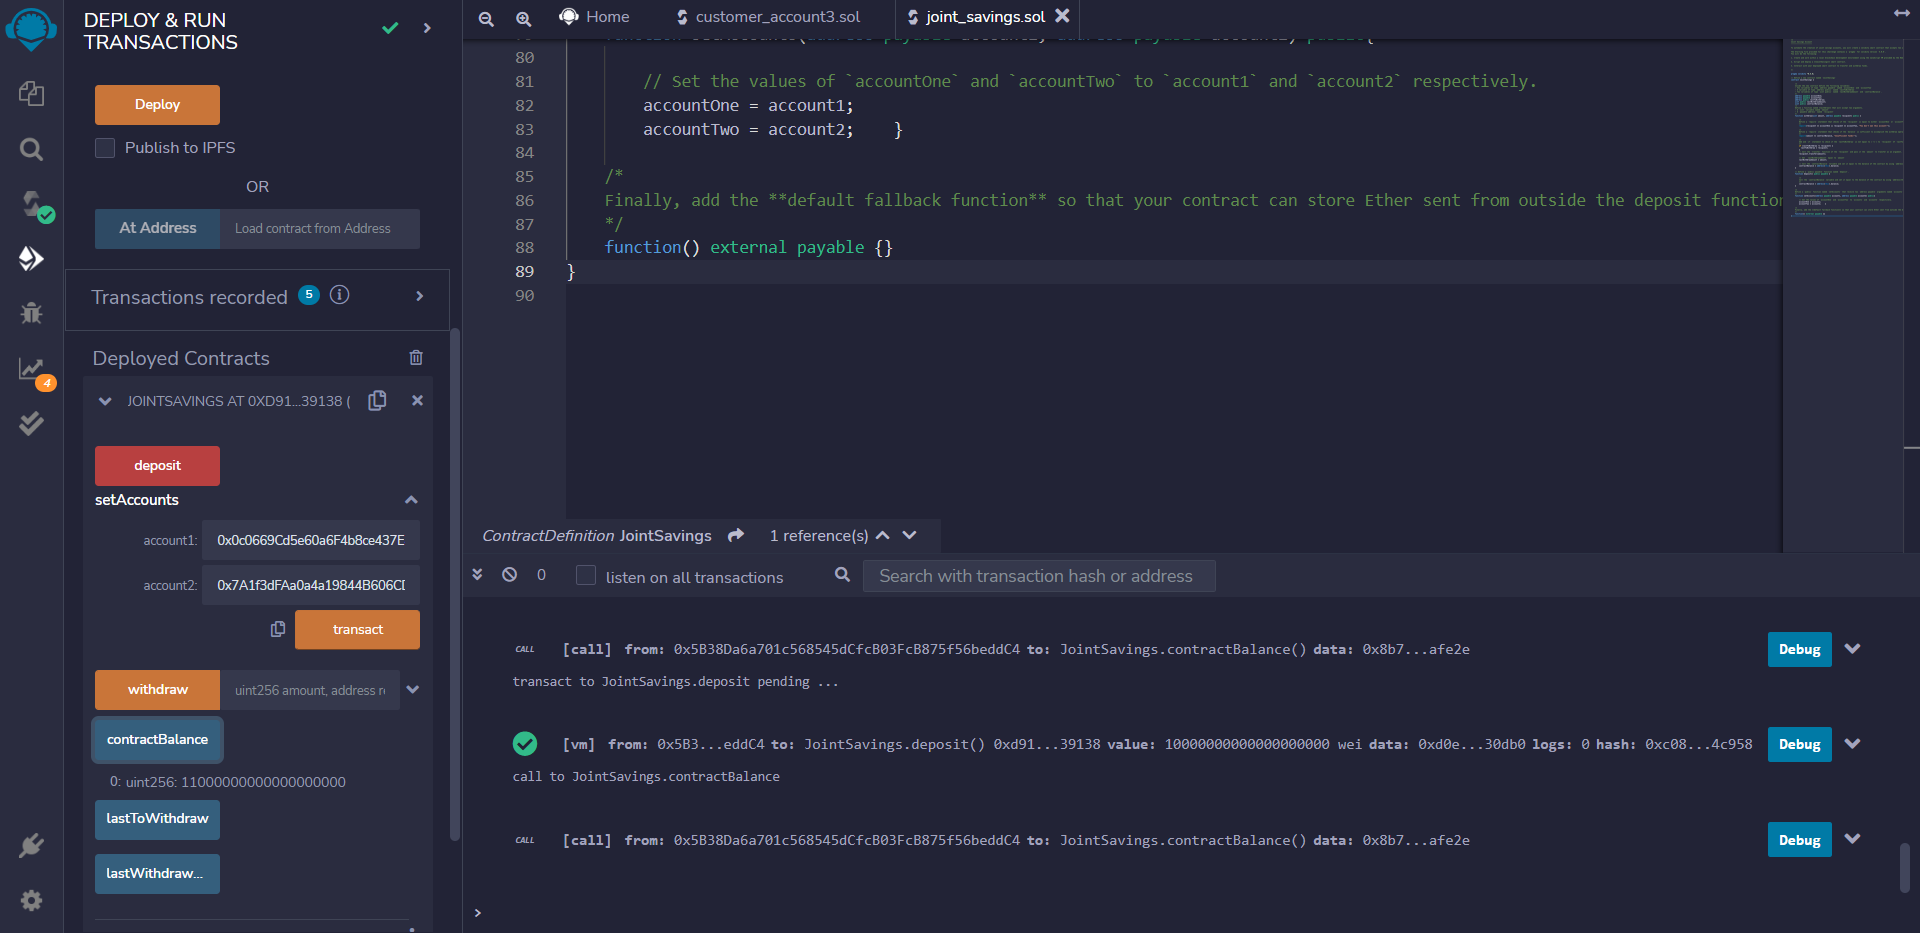 DEPLOY & RUN
TRANSACTIONS
Deploy
Publish to IPFS
OR
At Address
Load contract from Address
Transactions recorded 5
Deployed Contracts
JOINTSAVINGS AT 0XD91...39138 (
deposit
setAccounts
account1: 0x0c0669Cd5e60a6F4b8ce437E
account2: 0x7A1f3dFAa0a4a19844B606CI
transact
withdraw
uint256 amount, address r
contractBalance
0: uint256: 11000000000000000000
lastToWithdraw
lastWithdraw...
4
Home
customer_account3.sol
joint_savings.sol
80
81 // Set the values of `accountOne` and `accountTwo` to `account1` and `account2` respectively.
82 accountOne = account1;
83 accountTwo = account2; }
84
85 /*
86 Finally, add the **default fallback function** so that your contract can store Ether sent from outside the deposit function
87 */
88 function() external payable {}
89 }
90
ContractDefinition JointSavings 1 reference(s)
0
listen on all transactions
Search with transaction hash or address
CALL [call] from: 0x5B38Da6a701c568545dCfcB03FcB875f56beddC4 to: JointSavings.contractBalance() data: 0x8b7...afe2e
Debug
transact to JointSavings.deposit pending ...
[vm] from: 0x5B3...eddC4 to: JointSavings.deposit() 0xd91...39138 value: 10000000000000000000 wei data: 0xd0e...30db0 logs: 0 hash: 0xc08...4c958
Debug
call to JointSavings.contractBalance
CALL [call] from: 0x5B38Da6a701c568545dCfcB03FcB875f56beddC4 to: JointSavings.contractBalance() data: 0x8b7...afe2e
Debug
>